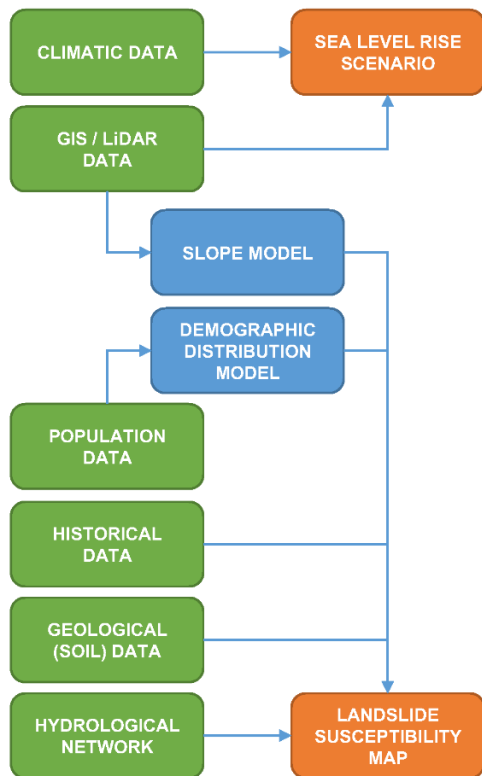 CLIMATIC DATA
SEA LEVEL RISE
SCENARIO
GIS / LiDAR
DATA
SLOPE MODEL
DEMOGRAPHIC
DISTRIBUTION
MODEL
POPULATION
DATA
HISTORICAL
DATA
GEOLOGICAL
(SOIL) DATA
HYDROLOGICAL
NETWORK
LANDSLIDE
SUSCEPTIBILITY
MAP